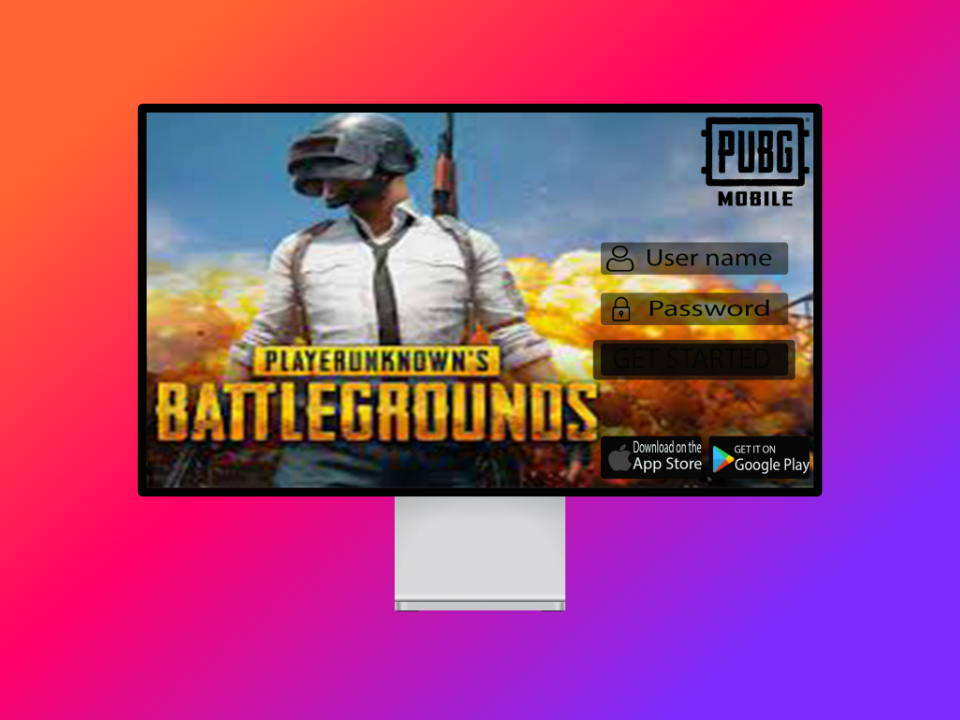 PUBG
MOBILE
User name
Password
GET STARTED
PLAYERUNKNOWN'S
BATTLEGROUNDS
Download on the
App Store
GET IT ON
Google Play